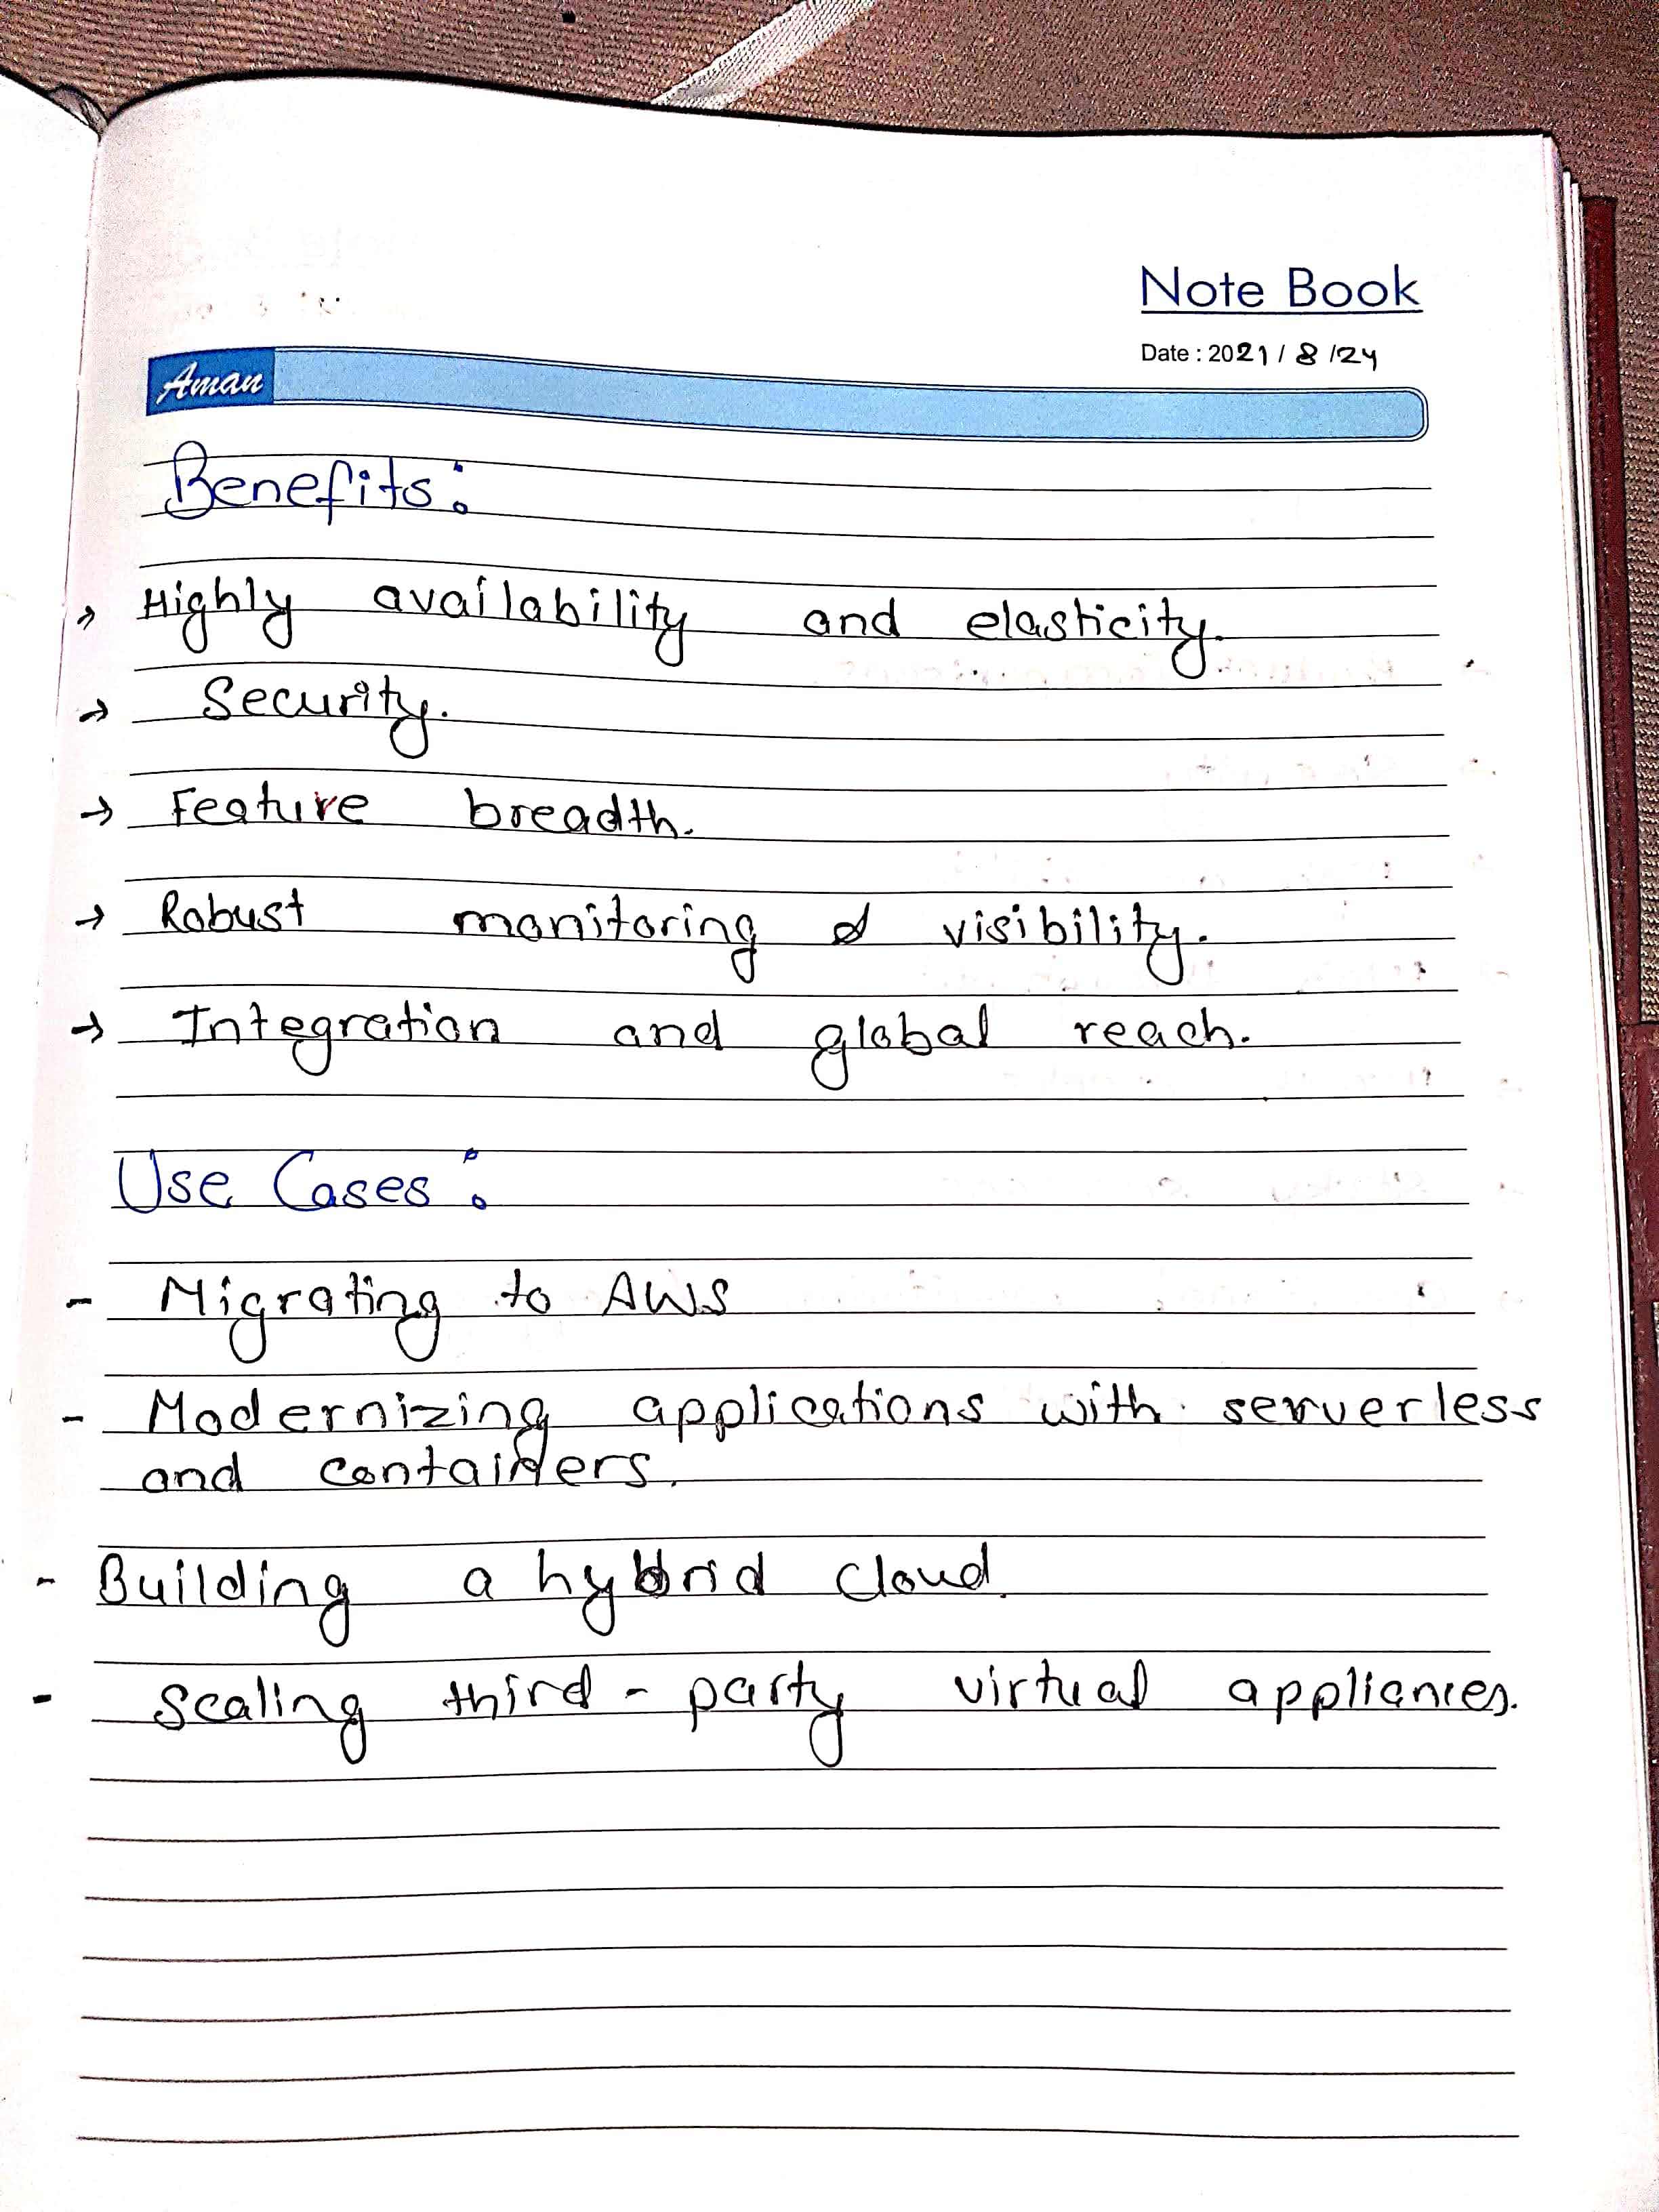 Note Book
Date : 2021 / 8 /24
Aman
Benefits:
→ Highly availability and elasticity.
→ Security.
→ Feature breadth.
→ Robust monitoring & visibility.
→ Integration and global reach.
Use Cases:
- Migrating to AWS
- Modernizing applications with serverless
and containers.
- Building a hybrid cloud.
- Scaling third-party virtual appliances.